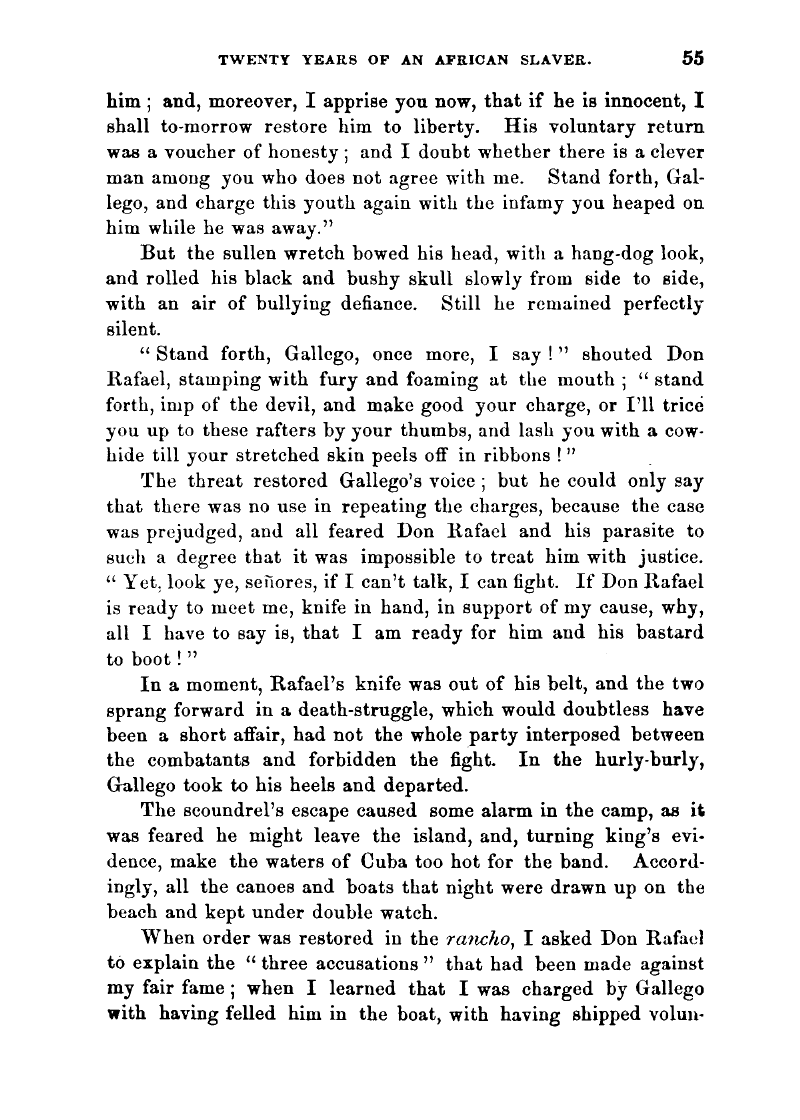 TWENTY YEARS OF AN AFRICAN SLAVER. 55
him ; and, moreover, I apprise you now, that if he is innocent, I
shall to-morrow restore him to liberty. His voluntary return
was a voucher of honesty ; and I doubt whether there is a clever
man among you who does not agree with me. Stand forth, Gal-
lego, and charge this youth again with the infamy you heaped on
him while he was away.”
But the sullen wretch bowed his head, with a hang-dog look,
and rolled his black and bushy skull slowly from side to side,
with an air of bullying defiance. Still he remained perfectly
silent.
“ Stand forth, Gallego, once more, I say ! ” shouted Don
Rafael, stamping with fury and foaming at the mouth ; “ stand
forth, imp of the devil, and make good your charge, or I’ll trice
you up to these rafters by your thumbs, and lash you with a cow-
hide till your stretched skin peels off in ribbons ! ”
The threat restored Gallego’s voice ; but he could only say
that there was no use in repeating the charges, because the case
was prejudged, and all feared Don Rafael and his parasite to
such a degree that it was impossible to treat him with justice.
“ Yet, look ye, señores, if I can’t talk, I can fight. If Don Rafael
is ready to meet me, knife in hand, in support of my cause, why,
all I have to say is, that I am ready for him and his bastard
to boot ! ”
In a moment, Rafael’s knife was out of his belt, and the two
sprang forward in a death-struggle, which would doubtless have
been a short affair, had not the whole party interposed between
the combatants and forbidden the fight. In the hurly-burly,
Gallego took to his heels and departed.
The scoundrel’s escape caused some alarm in the camp, as it
was feared he might leave the island, and, turning king’s evi-
dence, make the waters of Cuba too hot for the band. Accord-
ingly, all the canoes and boats that night were drawn up on the
beach and kept under double watch.
When order was restored in the rancho, I asked Don Rafael
to explain the “ three accusations ” that had been made against
my fair fame ; when I learned that I was charged by Gallego
with having felled him in the boat, with having shipped volun-